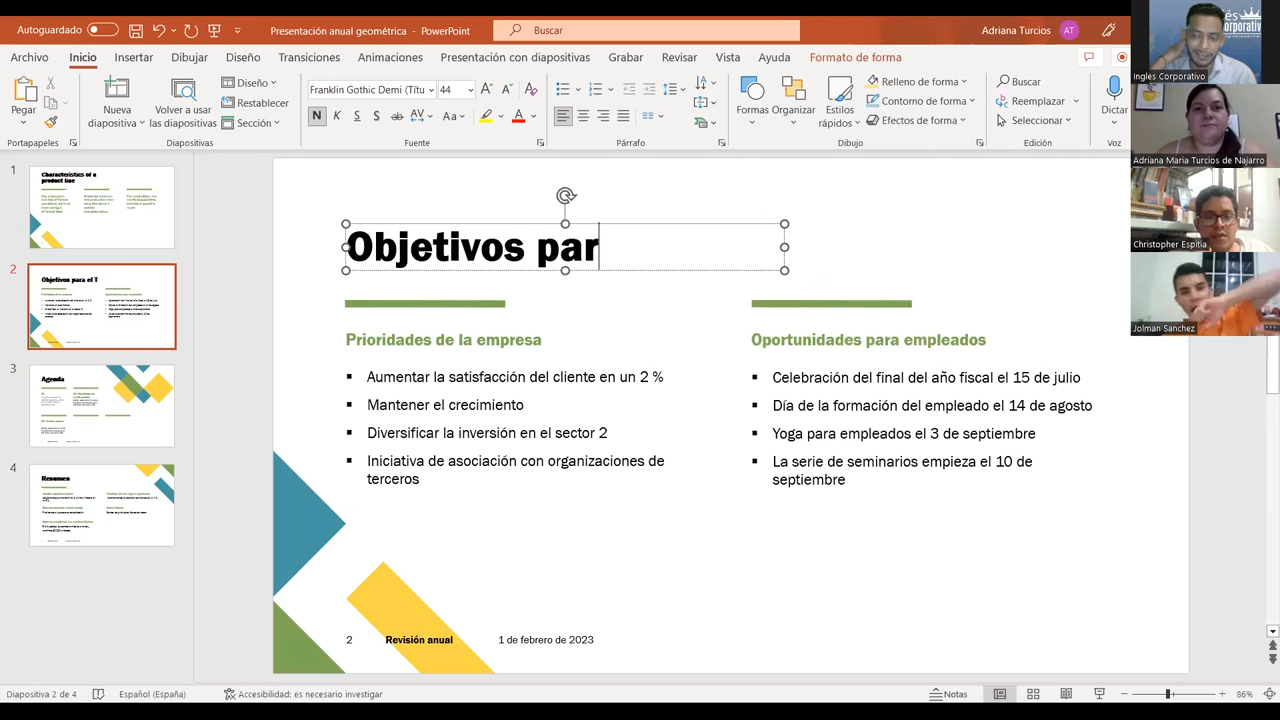 Autoguardado
Presentación anual geométrica - PowerPoint
Buscar
Adriana Turcios
AT
Archivo
Inicio
Insertar
Dibujar
Diseño
Transiciones
Animaciones
Presentación con diapositivas
Grabar
Revisar
Vista
Ayuda
Formato de forma
Pegar
Portapapeles
Nueva diapositiva
Volver a usar las diapositivas
Diseño
Restablecer
Sección
Diapositivas
Franklin Gothic Demi (Títu
44
N
S
S
ab
AV
Aa
A
Fuente
Párrafo
Formas
Organizar
Estilos rápidos
Relleno de forma
Contorno de forma
Efectos de forma
Dibujo
Buscar
Reemplazar
Seleccionar
Edición
Dictar
Voz
Ingles Corporativo
Adriana Maria Turcios de Najarro
Christopher Espitia
Jolman Sanchez
1
Characteristics of a
product line
2
Objetivos para el T
3
Agenda
4
Resumen
Objetivos par
Prioridades de la empresa
Aumentar la satisfacción del cliente en un 2 %
Mantener el crecimiento
Diversificar la inversión en el sector 2
Iniciativa de asociación con organizaciones de
terceros
Oportunidades para empleados
Celebración del final del año fiscal el 15 de julio
Día de la formación del empleado el 14 de agosto
Yoga para empleados el 3 de septiembre
La serie de seminarios empieza el 10 de
septiembre
2 Revisión anual 1 de febrero de 2023
Diapositiva 2 de 4
Español (España)
Accesibilidad: es necesario investigar
Notas
86%